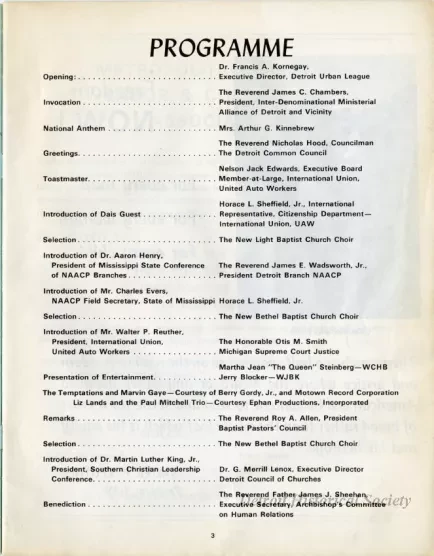 PROGRAMME
Dr. Francis A. Kornegay,
Opening: Executive Director, Detroit Urban League
The Reverend James C. Chambers,
Invocation President, Inter-Denominational Ministerial
Alliance of Detroit and Vicinity
National Anthem Mrs. Arthur G. Kinnebrew
The Reverend Nicholas Hood, Councilman
Greetings. The Detroit Common Council
Nelson Jack Edwards, Executive Board
Toastmaster. Member-at-Large, International Union,
United Auto Workers
Horace L. Sheffield, Jr., International
Introduction of Dais Guest Representative, Citizenship Department—
International Union, UAW
Selection The New Light Baptist Church Choir
Introduction of Dr. Aaron Henry,
President of Mississippi State Conference The Reverend James E. Wadsworth, Jr.,
of NAACP Branches President Detroit Branch NAACP
Introduction of Mr. Charles Evers,
NAACP Field Secretary, State of Mississippi Horace L. Sheffield, Jr.
Selection The New Bethel Baptist Church Choir
Introduction of Mr. Walter P. Reuther,
President, International Union, The Honorable Otis M. Smith
United Auto Workers Michigan Supreme Court Justice
Martha Jean "The Queen" Steinberg—WCHB
Presentation of Entertainment. Jerry Blocker—WJBK
The Temptations and Marvin Gaye—Courtesy of Berry Gordy, Jr., and Motown Record Corporation
Liz Lands and the Paul Mitchell Trio—Courtesy Ephan Productions, Incorporated
Remarks The Reverend Roy A. Allen, President
Baptist Pastors' Council
Selection The New Bethel Baptist Church Choir
Introduction of Dr. Martin Luther King, Jr.,
President, Southern Christian Leadership Dr. G. Merrill Lenox, Executive Director
Conference. Detroit Council of Churches
The Reverend Father James J. Sheehan,
Benediction Executive Secretary, Archbishop's Committee
on Human Relations
Detroit Historical Society
3